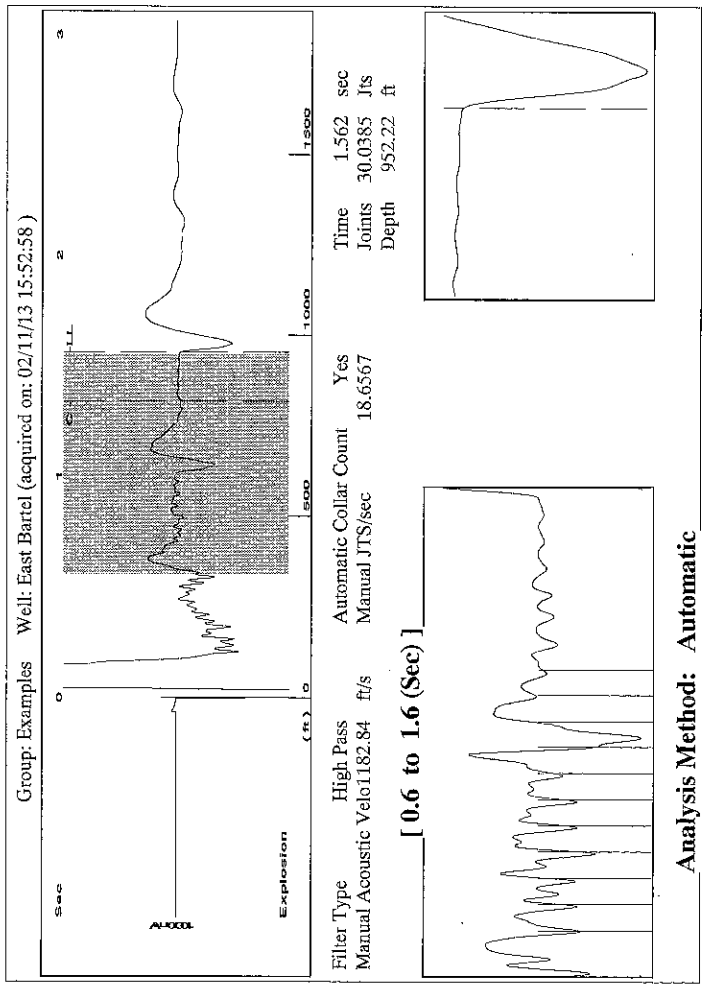 Group: Examples Well: East Bartel (acquired on: 02/11/13 15:52:58 )
Sec 0 1 2 3
C LL
Explosion
(ft) 0 500 1000 1500
Filter Type High Pass Automatic Collar Count Yes Time 1.562 sec
Manual Acoustic Velo1182.84 ft/s Manual JTS/sec 18.6567 Joints 30.0385 Jts
Depth 952.22 ft
[ 0.6 to 1.6 (Sec) ]
Analysis Method: Automatic